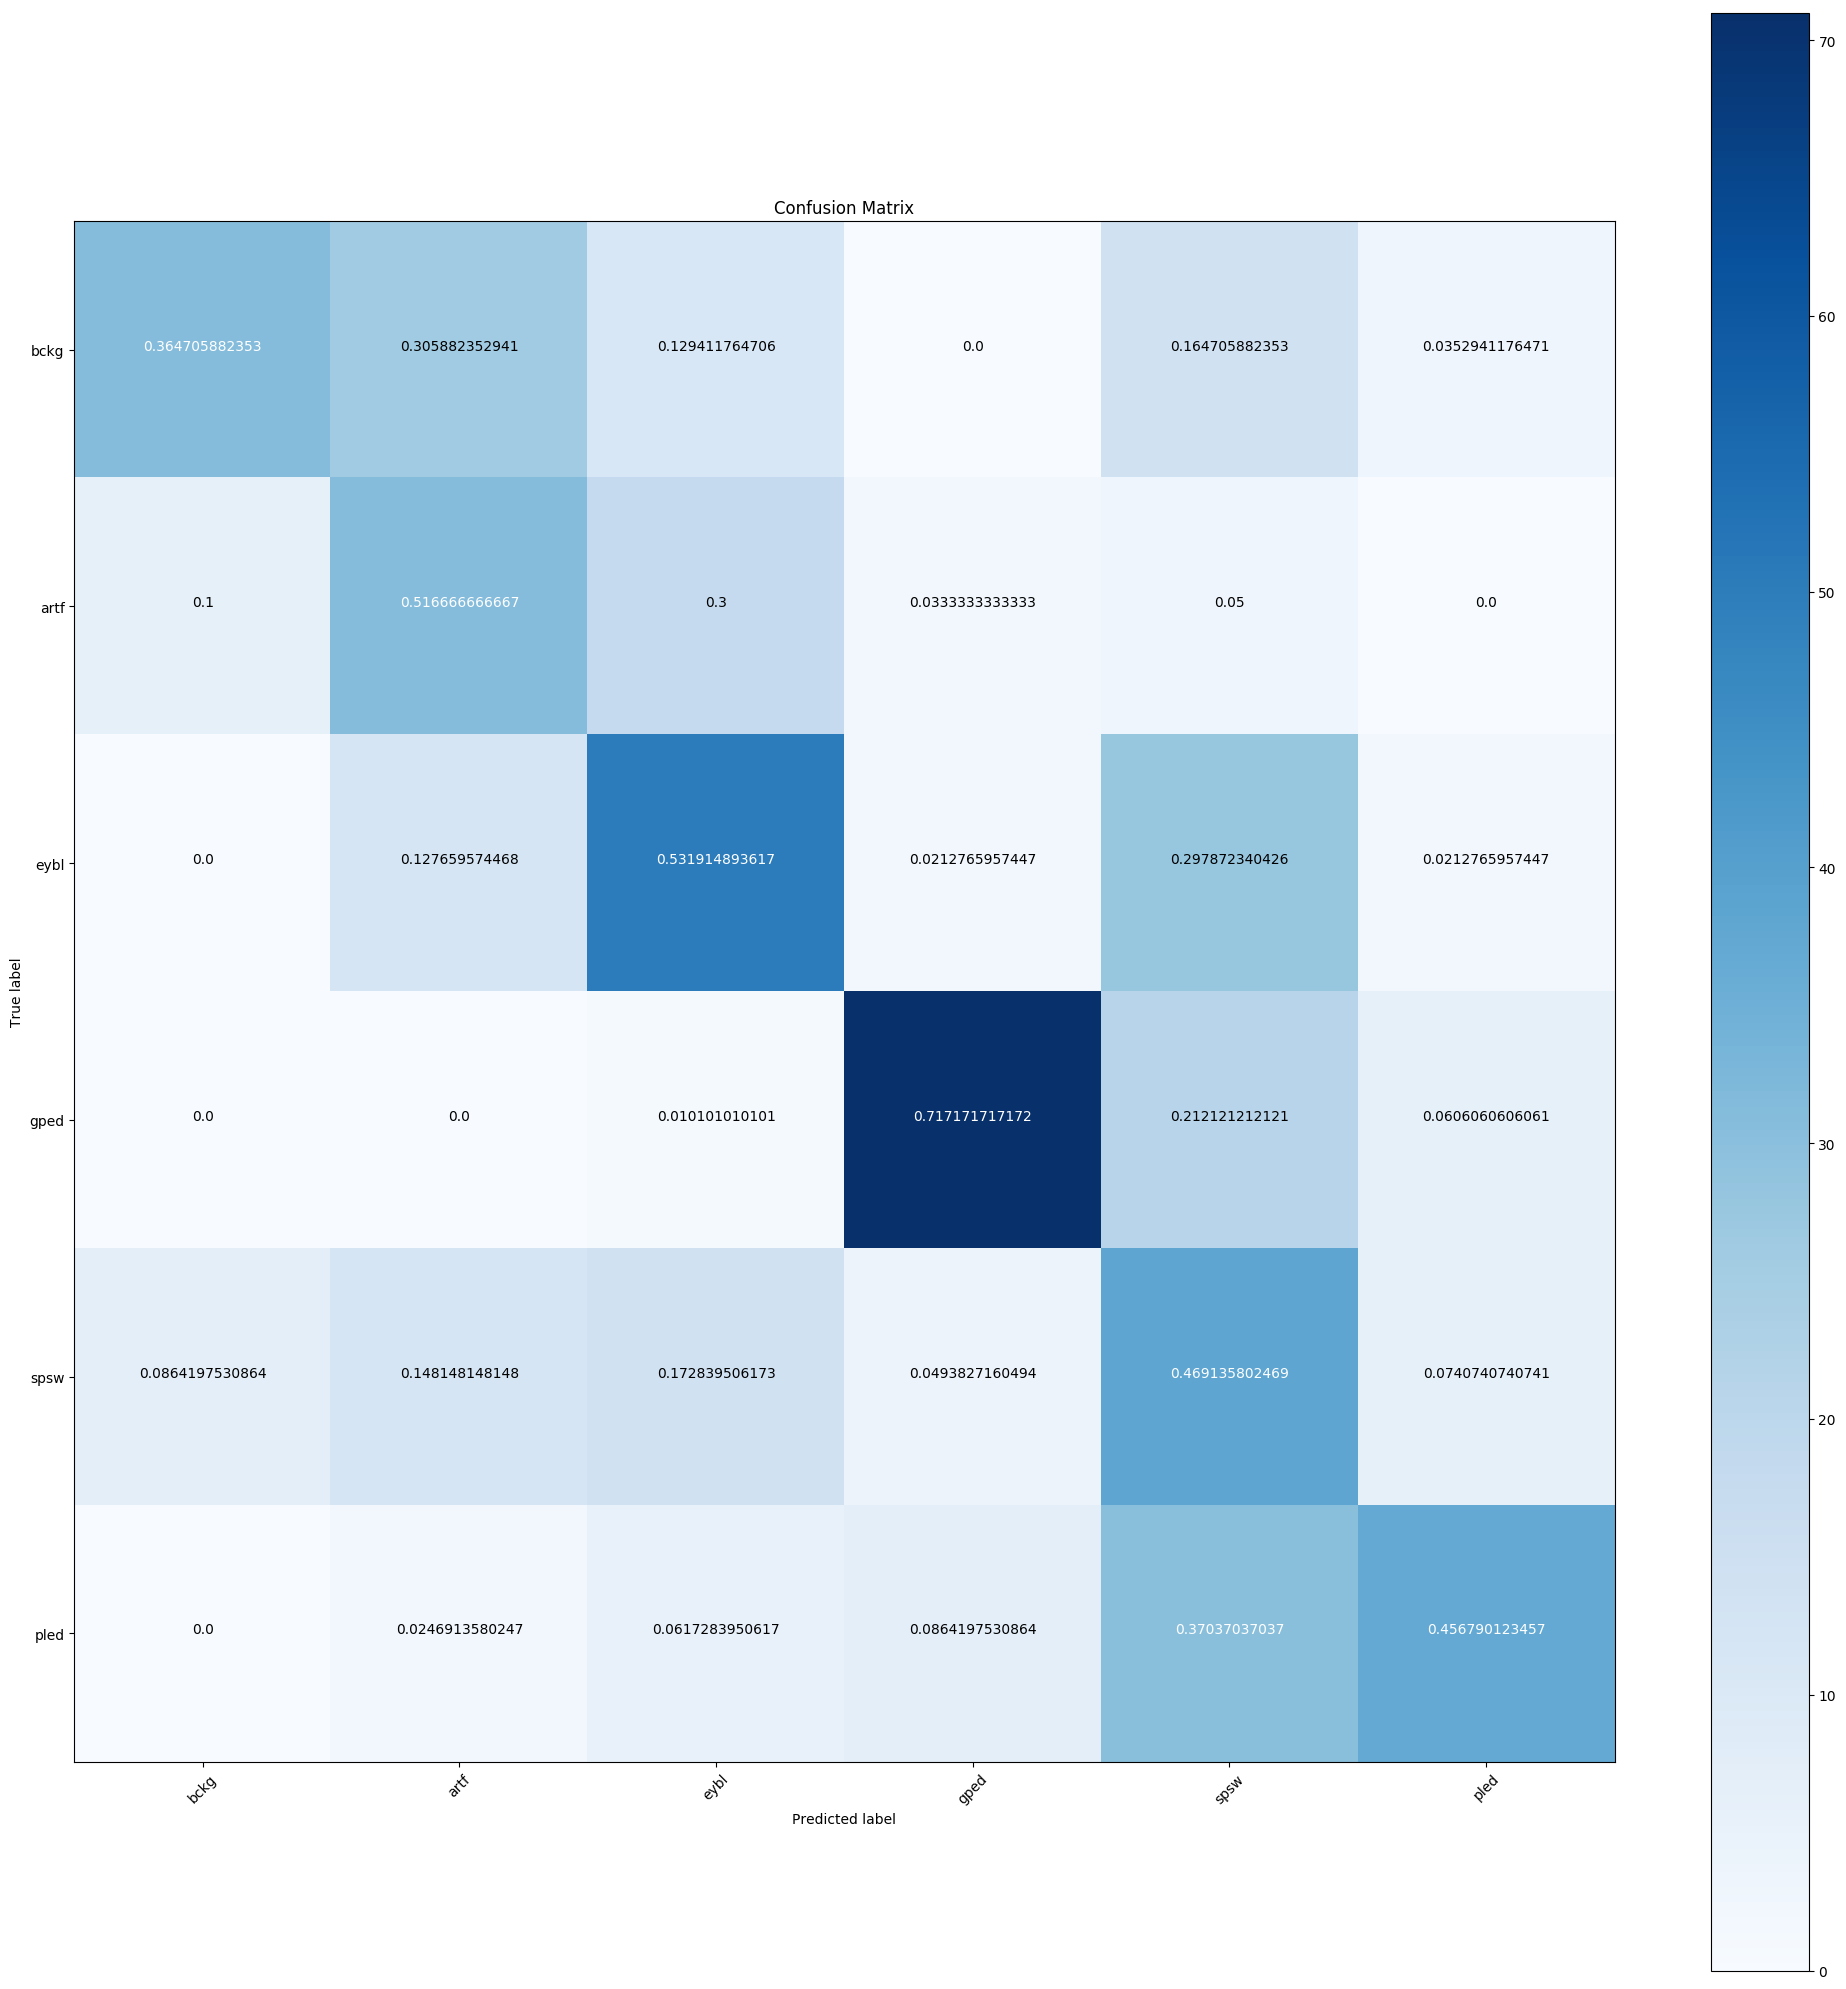 Confusion Matrix
70
60
50
40
30
20
10
0
bckg 0.364705882353 0.305882352941 0.129411764706 0.0 0.164705882353 0.0352941176471
artf 0.1 0.516666666667 0.3 0.0333333333333 0.05 0.0
eybl 0.0 0.127659574468 0.531914893617 0.0212765957447 0.297872340426 0.0212765957447
True label
gped 0.0 0.0 0.010101010101 0.717171717172 0.212121212121 0.0606060606061
spsw 0.0864197530864 0.148148148148 0.172839506173 0.0493827160494 0.469135802469 0.0740740740741
pled 0.0 0.0246913580247 0.0617283950617 0.0864197530864 0.37037037037 0.456790123457
bckg artf eybl gped spsw pled
Predicted label